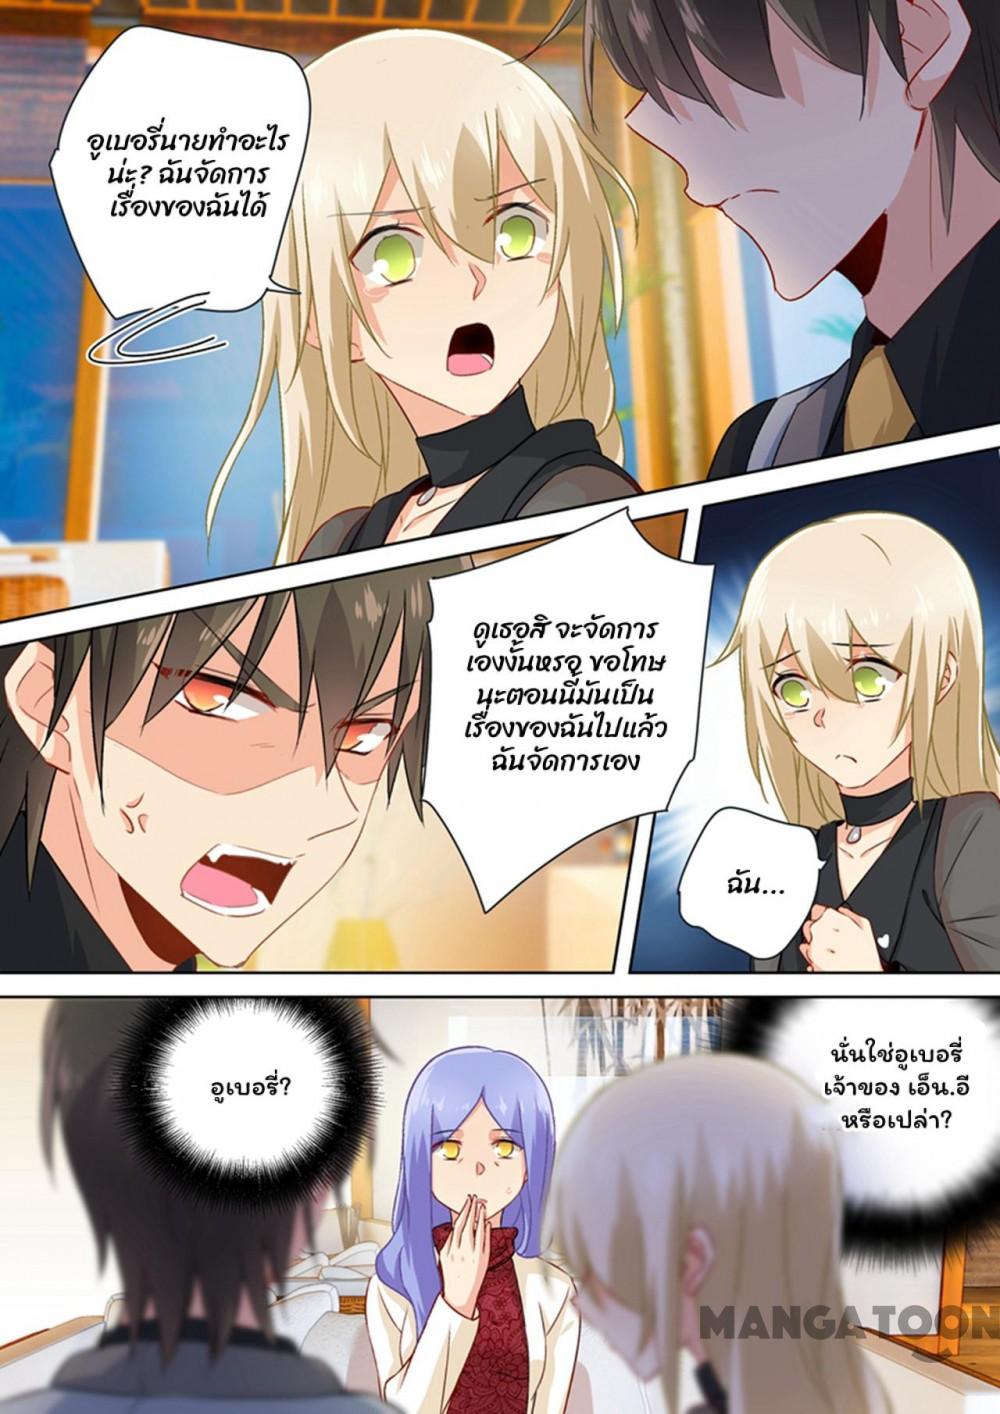 อูเบอรี่นายทำอะไร
น่ะ? ฉันจัดการ
เรื่องของฉันได้
ดูเธอสิ จะจัดการ
เองงั้นหรอ ขอโทษ
นะตอนนี้มันเป็น
เรื่องของฉันไปแล้ว
ฉันจัดการเอง
ฉัน...
อูเบอรี่?
นั่นใช่อูเบอรี่
เจ้าของ เอ็น.อี
หรือเปล่า?
MANGATOON